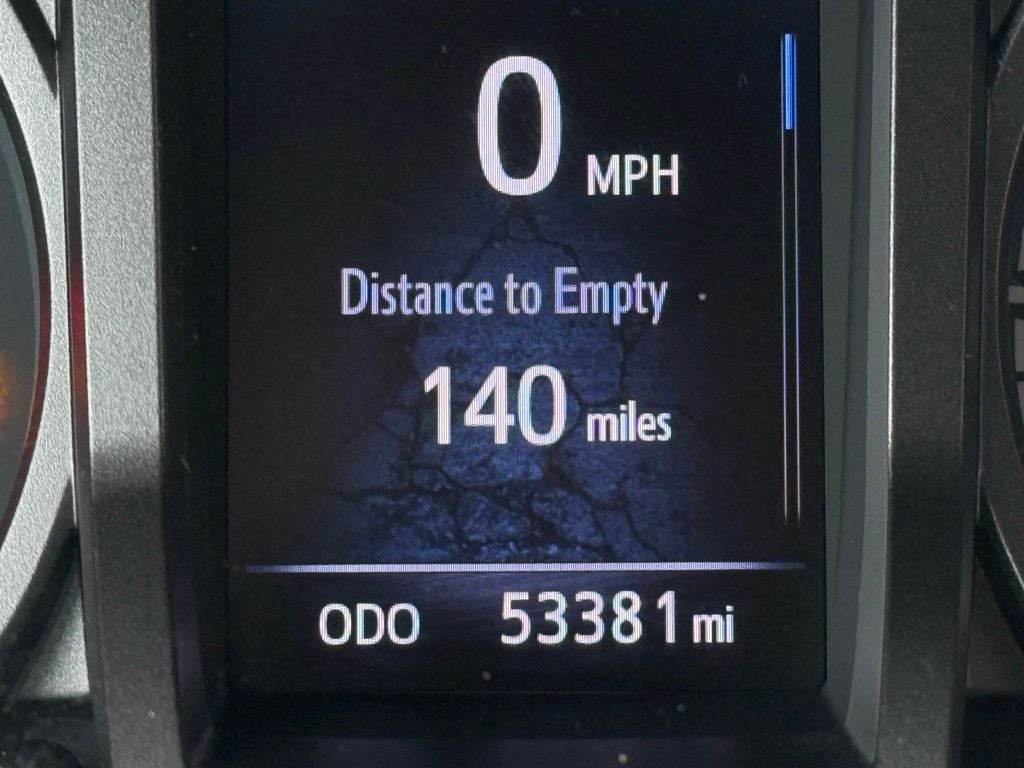 0 MPH
Distance to Empty
140 miles
ODO 53381 mi